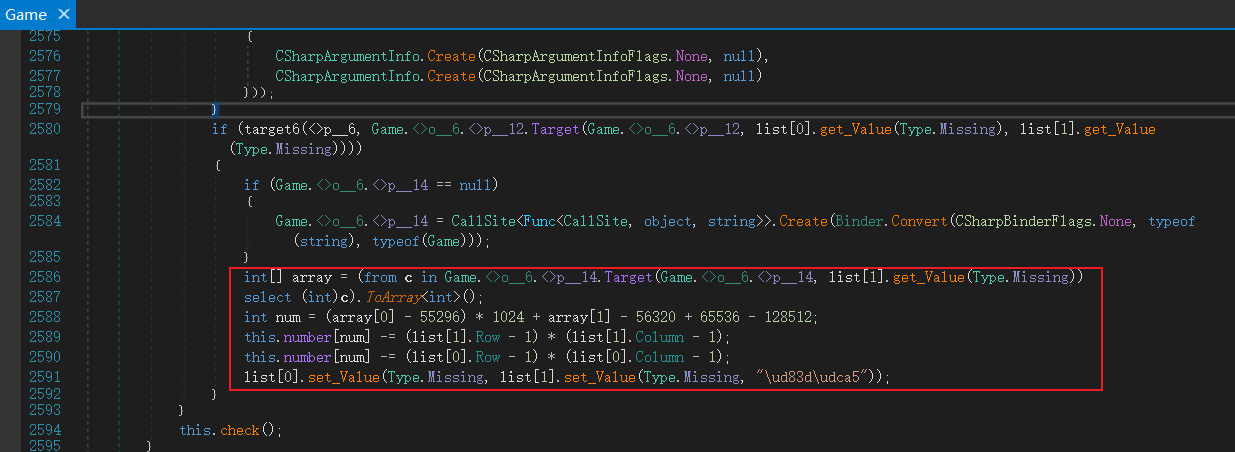 Game ✕
2575 {
2576 CSharpArgumentInfo.Create(CSharpArgumentInfoFlags.None, null),
2577 CSharpArgumentInfo.Create(CSharpArgumentInfoFlags.None, null)
2578 }));
2579 }
2580 if (target6(<>p__6, Game.<>o__6.<>p__12.Target(Game.<>o__6.<>p__12, list[0].get_Value(Type.Missing), list[1].get_Value
(Type.Missing))))
2581 {
2582 if (Game.<>o__6.<>p__14 == null)
2583 {
2584 Game.<>o__6.<>p__14 = CallSite<Func<CallSite, object, string>>.Create(Binder.Convert(CSharpBinderFlags.None, typeof
(string), typeof(Game)));
2585 }
2586 int[] array = (from c in Game.<>o__6.<>p__14.Target(Game.<>o__6.<>p__14, list[1].get_Value(Type.Missing))
2587 select (int)c).ToArray<int>();
2588 int num = (array[0] - 55296) * 1024 + array[1] - 56320 + 65536 - 128512;
2589 this.number[num] -= (list[1].Row - 1) * (list[1].Column - 1);
2590 this.number[num] -= (list[0].Row - 1) * (list[0].Column - 1);
2591 list[0].set_Value(Type.Missing, list[1].set_Value(Type.Missing, "\ud83d\udca5"));
2592 }
2593 }
2594 this.check();
2595 }